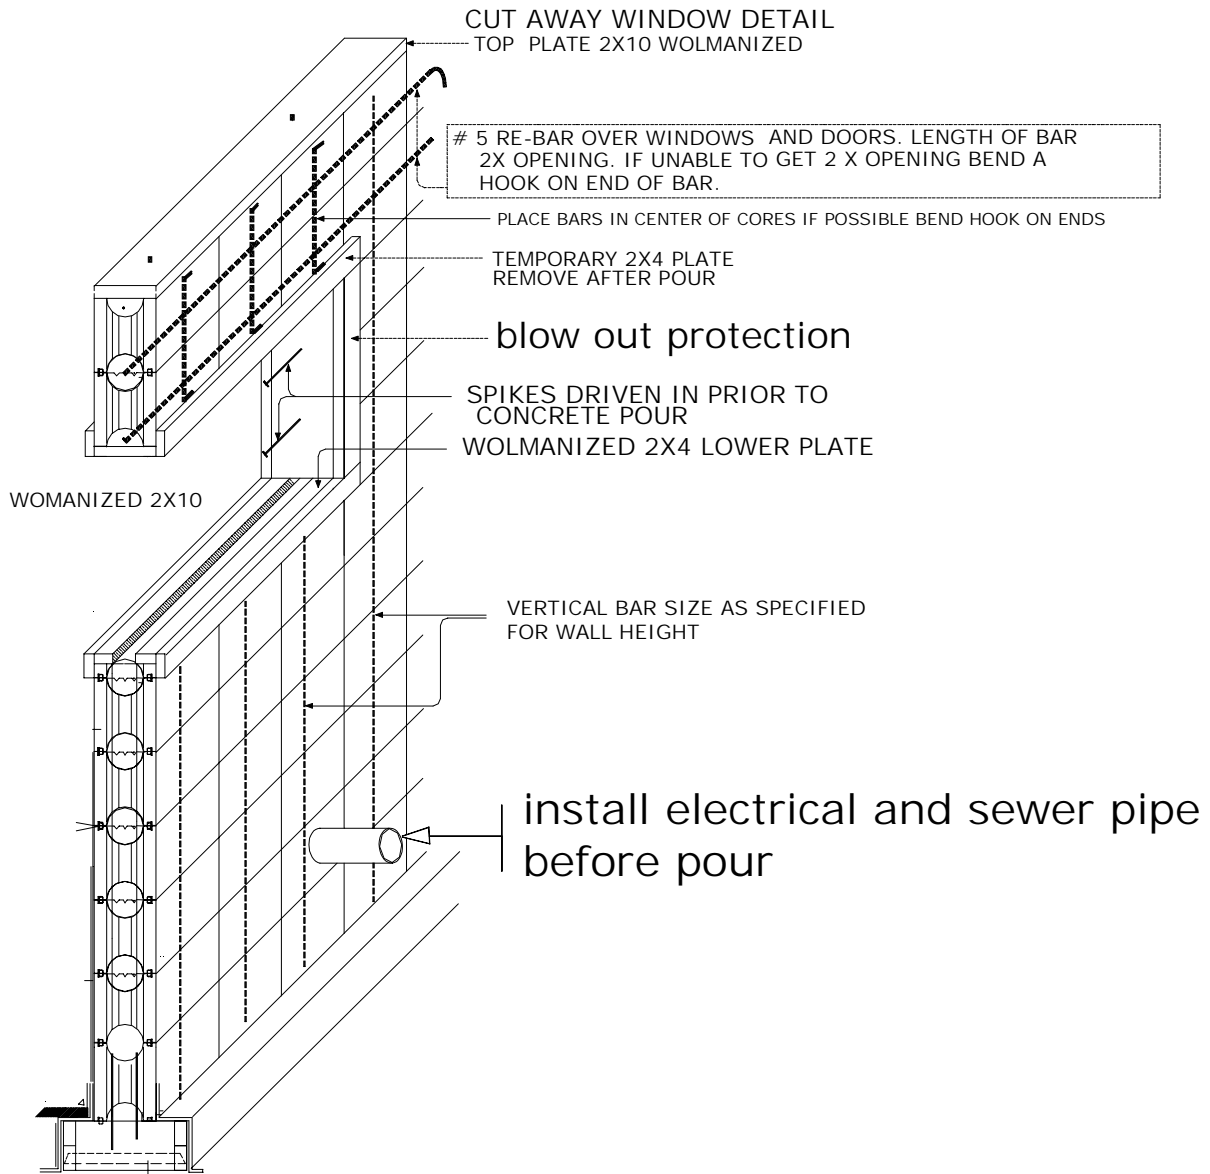 CUT AWAY WINDOW DETAIL
TOP PLATE 2X10 WOLMANIZED
# 5 RE-BAR OVER WINDOWS AND DOORS. LENGTH OF BAR
2X OPENING. IF UNABLE TO GET 2 X OPENING BEND A
HOOK ON END OF BAR.
PLACE BARS IN CENTER OF CORES IF POSSIBLE BEND HOOK ON ENDS
TEMPORARY 2X4 PLATE
REMOVE AFTER POUR
blow out protection
SPIKES DRIVEN IN PRIOR TO
CONCRETE POUR
WOLMANIZED 2X4 LOWER PLATE
WOMANIZED 2X10
VERTICAL BAR SIZE AS SPECIFIED
FOR WALL HEIGHT
install electrical and sewer pipe
before pour